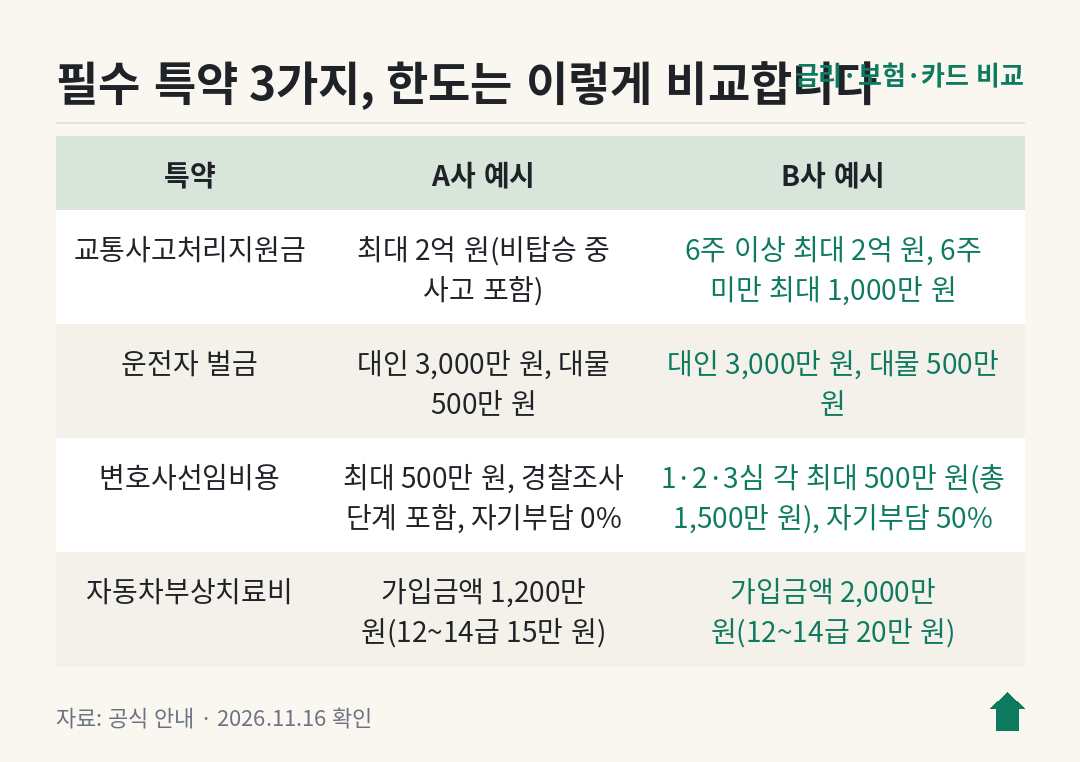 필수 특약 3가지, 한도는 이렇게 비교합니다
금리·보험·카드 비교
특약
A사 예시
B사 예시
교통사고처리지원금
최대 2억 원(비탑승 중
사고 포함)
6주 이상 최대 2억 원, 6주
미만 최대 1,000만 원
운전자 벌금
대인 3,000만 원, 대물
500만 원
대인 3,000만 원, 대물 500만
원
변호사선임비용
최대 500만 원, 경찰조사
단계 포함, 자기부담 0%
1·2·3심 각 최대 500만 원(총
1,500만 원), 자기부담 50%
자동차부상치료비
가입금액 1,200만
원(12~14급 15만 원)
가입금액 2,000만
원(12~14급 20만 원)
자료: 공식 안내 · 2026.11.16 확인